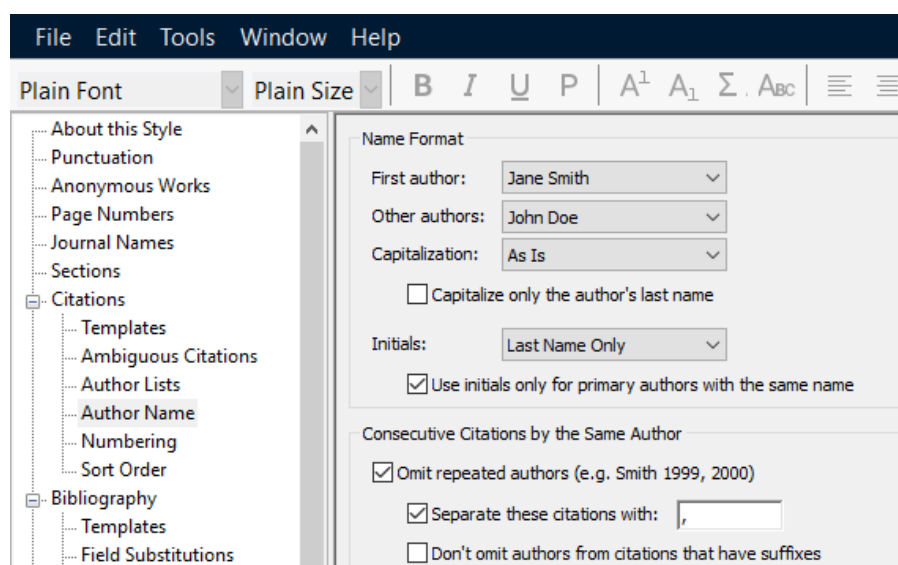 File Edit Tools Window Help
Plain Font Plain Size B I U P A1 A1 Σ. ABC
About this Style
Punctuation
Anonymous Works
Page Numbers
Journal Names
Sections
Citations
Templates
Ambiguous Citations
Author Lists
Author Name
Numbering
Sort Order
Bibliography
Templates
Field Substitutions
Name Format
First author: Jane Smith
Other authors: John Doe
Capitalization: As Is
Capitalize only the author's last name
Initials: Last Name Only
Use initials only for primary authors with the same name
Consecutive Citations by the Same Author
Omit repeated authors (e.g. Smith 1999, 2000)
Separate these citations with: ,
Don't omit authors from citations that have suffixes